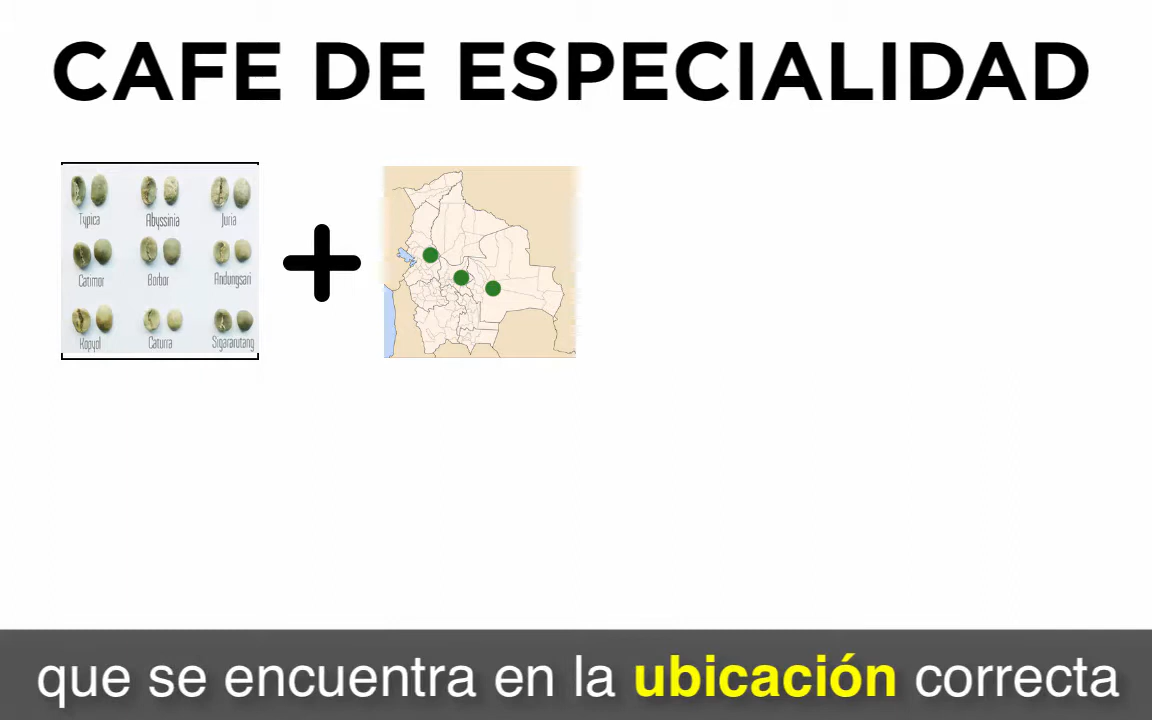 CAFE DE ESPECIALIDAD
Typica Abyssinia Juria
Catimor Borbor Andungsari
Kopyol Caturra Sigararutang
que se encuentra en la ubicación correcta